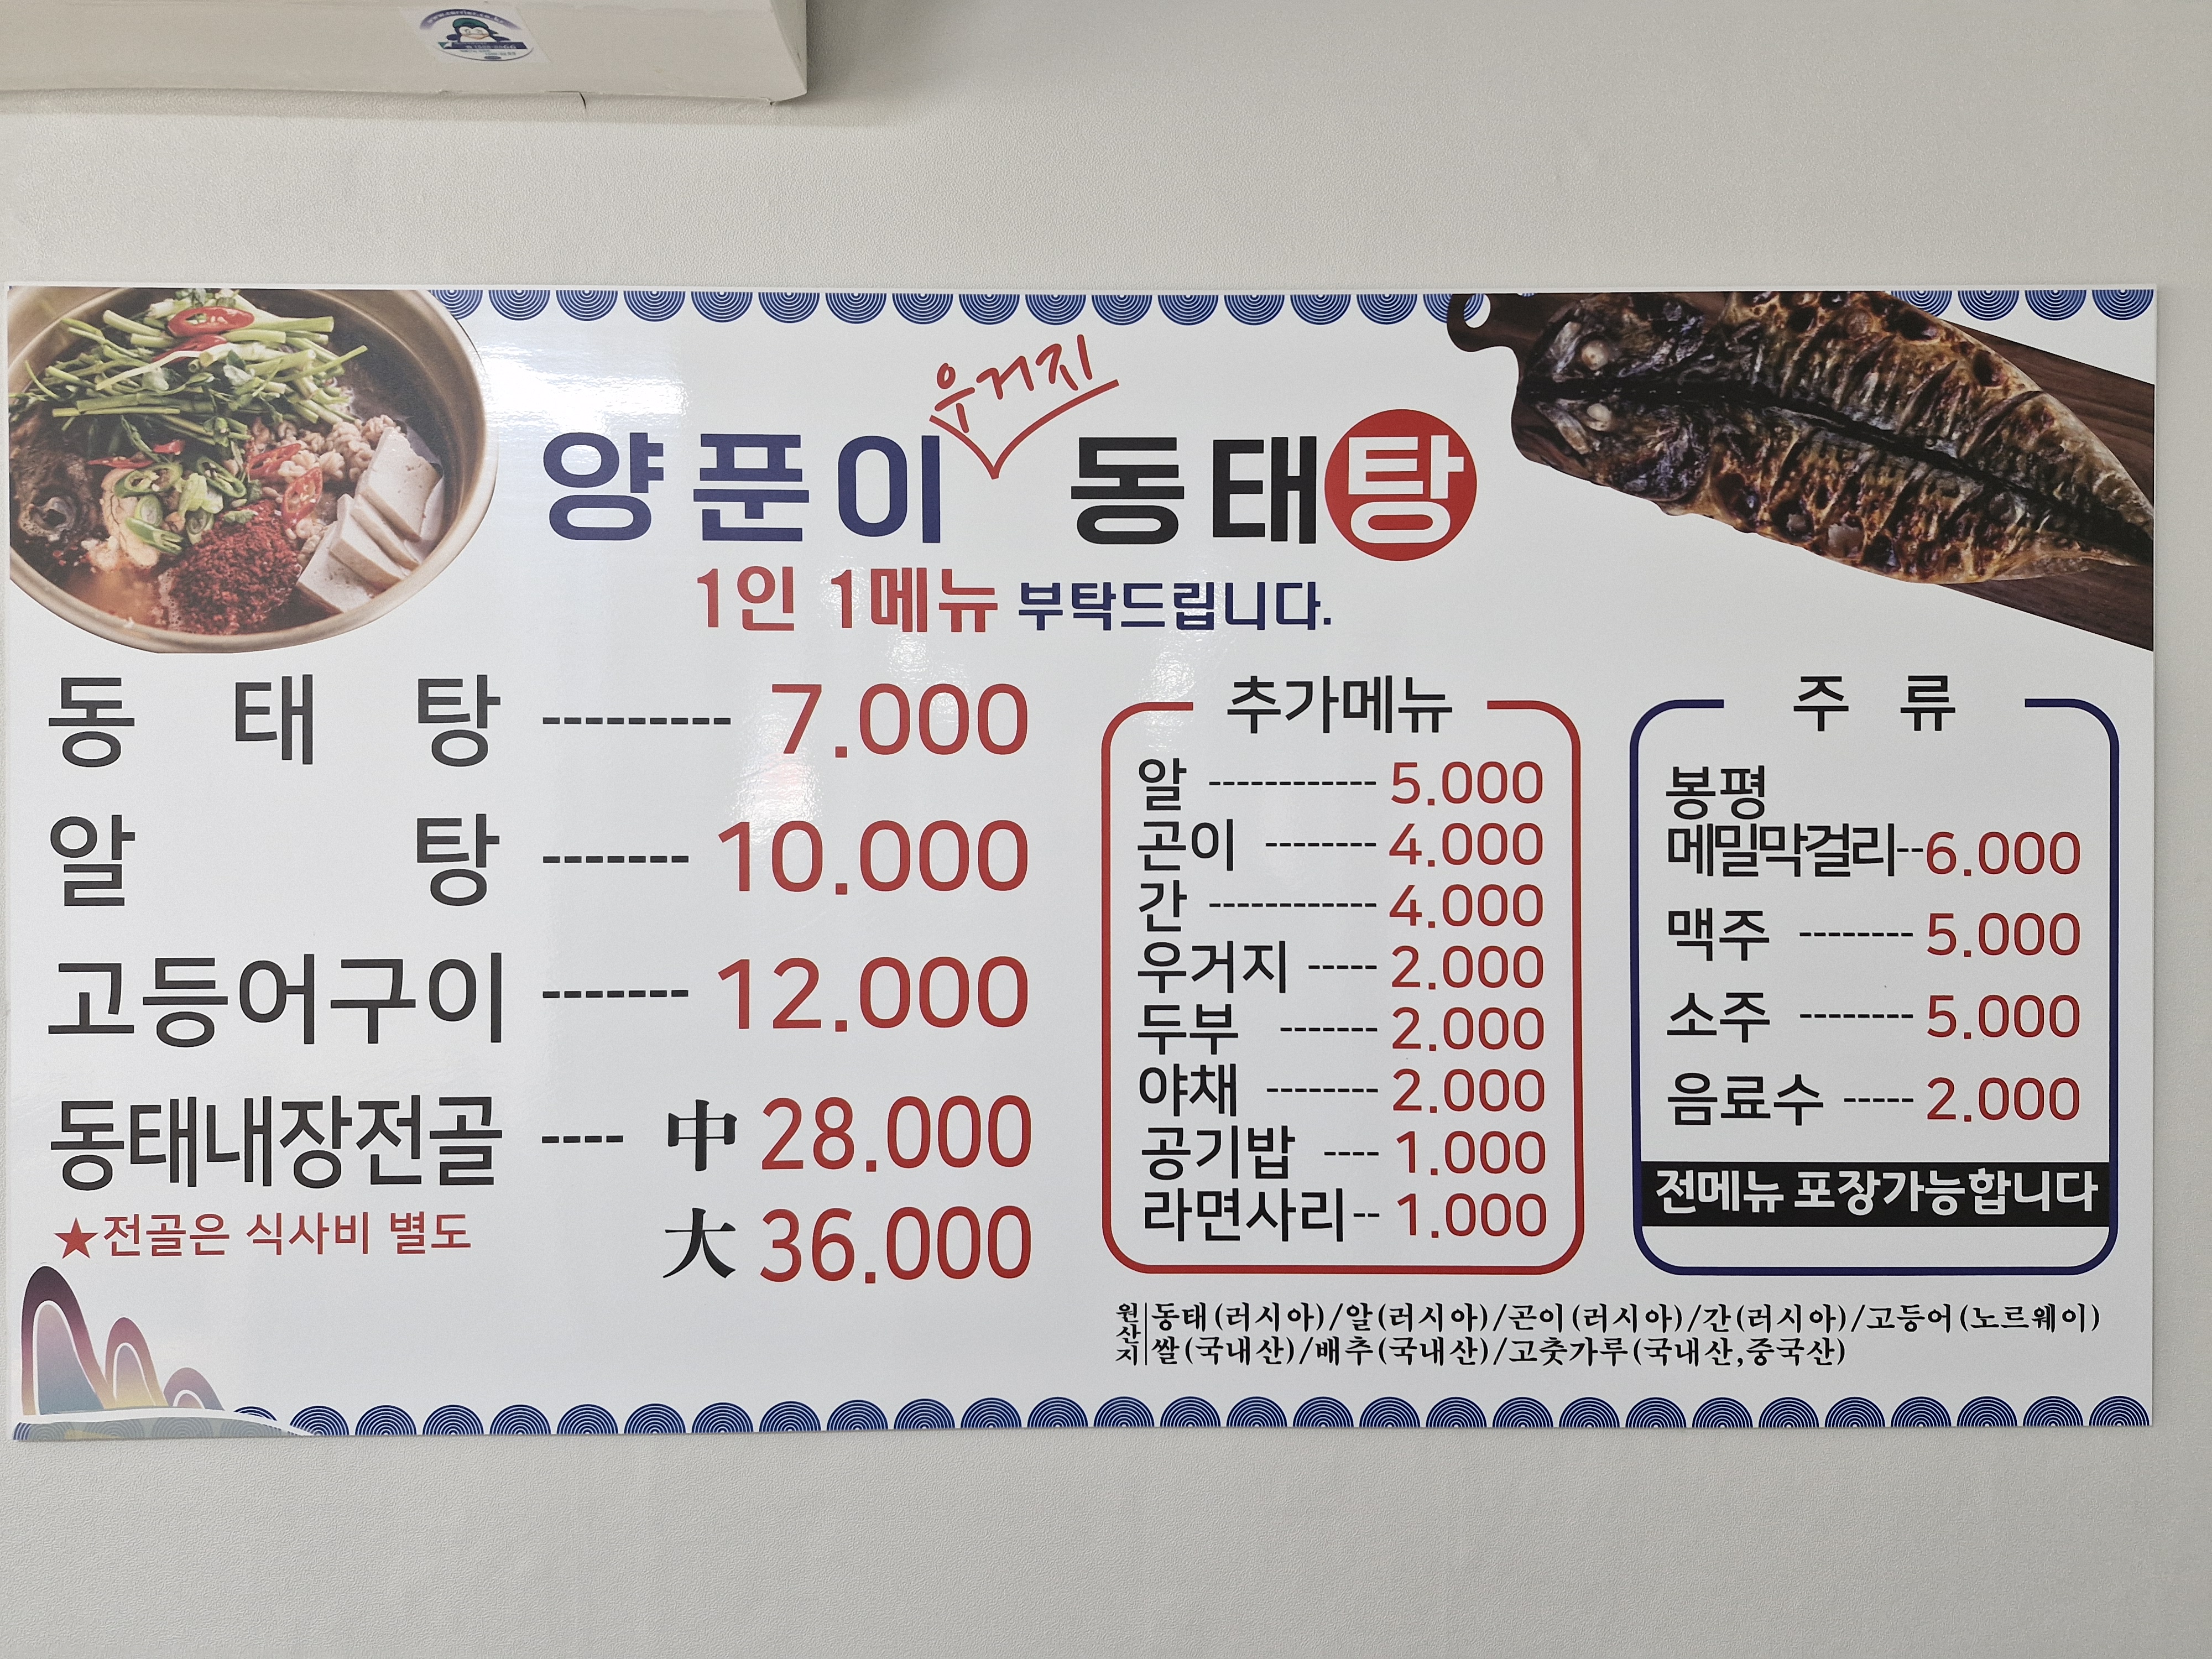 우거지
양푼이 동태탕
1인 1메뉴 부탁드립니다.
동 태 탕 --------- 7.000
알 탕 ------- 10.000
고등어구이 ------- 12.000
동태내장전골 ---- 中 28.000
★전골은 식사비 별도
大 36.000
추가메뉴
알 ------------ 5.000
곤이 -------- 4.000
간 ------------ 4.000
우거지 ----- 2.000
두부 ------- 2.000
야채 -------- 2.000
공기밥 ---- 1.000
라면사리-- 1.000
주 류
봉평
메밀막걸리--6.000
맥주 -------- 5.000
소주 -------- 5.000
음료수 ----- 2.000
전메뉴 포장가능합니다
원산지
동태(러시아)/알(러시아)/곤이(러시아)/간(러시아)/고등어(노르웨이)
쌀(국내산)/배추(국내산)/고춧가루(국내산,중국산)